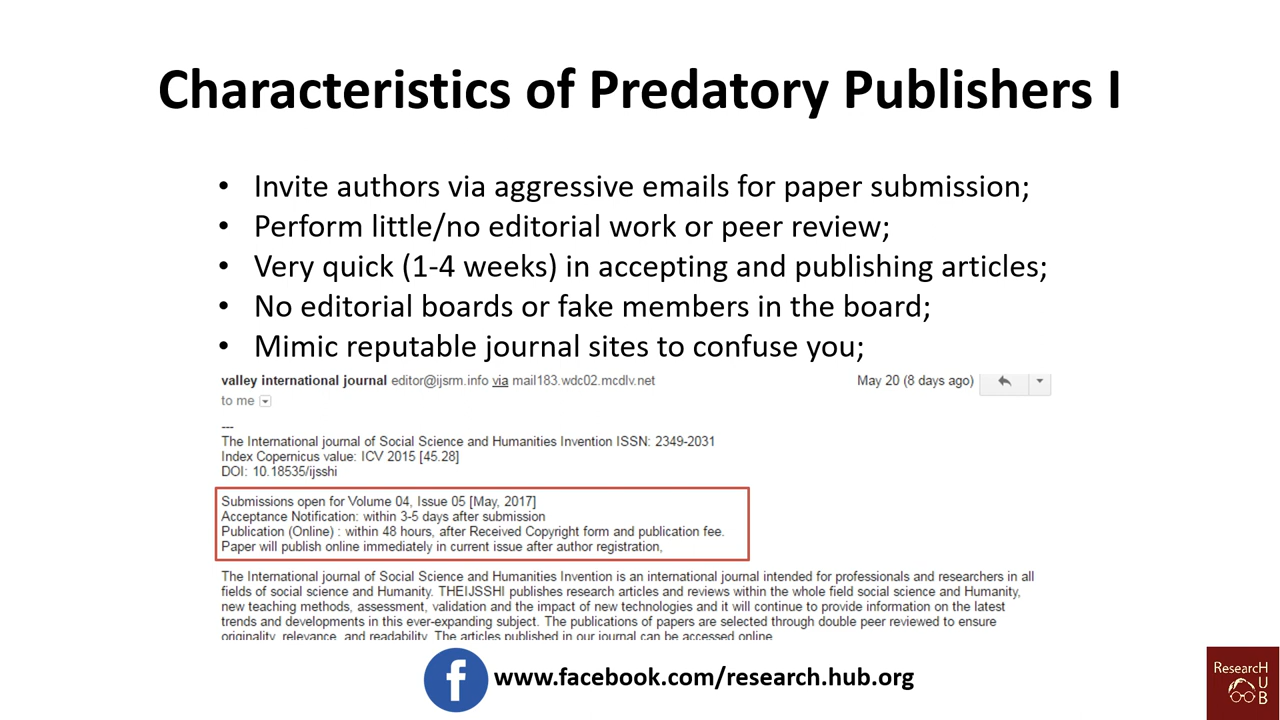 Characteristics of Predatory Publishers I
• Invite authors via aggressive emails for paper submission;
• Perform little/no editorial work or peer review;
• Very quick (1-4 weeks) in accepting and publishing articles;
• No editorial boards or fake members in the board;
• Mimic reputable journal sites to confuse you;
valley international journal editor@ijsrm.info via mail183.wdc02.mcdlv.net May 20 (8 days ago)
to me
---
The International journal of Social Science and Humanities Invention ISSN: 2349-2031
Index Copernicus value: ICV 2015 [45.28]
DOI: 10.18535/ijsshi
Submissions open for Volume 04, Issue 05 [May, 2017]
Acceptance Notification: within 3-5 days after submission
Publication (Online) : within 48 hours, after Received Copyright form and publication fee.
Paper will publish online immediately in current issue after author registration,
The International journal of Social Science and Humanities Invention is an international journal intended for professionals and researchers in all
fields of social science and Humanity. THEIJSSHI publishes research articles and reviews within the whole field social science and Humanity,
new teaching methods, assessment, validation and the impact of new technologies and it will continue to provide information on the latest
trends and developments in this ever-expanding subject. The publications of papers are selected through double peer reviewed to ensure
originality, relevance, and readability. The articles published in our journal can be accessed online
f www.facebook.com/research.hub.org
ResearcH
U
B